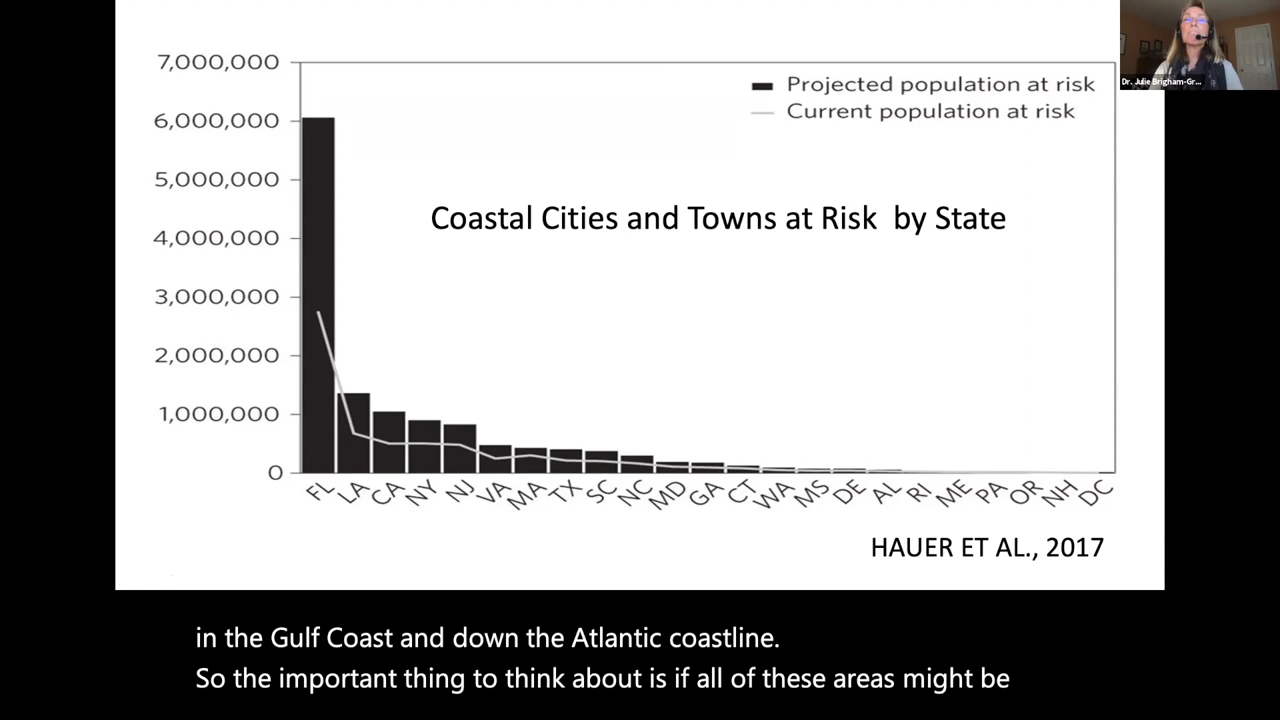 7,000,000
6,000,000
5,000,000
4,000,000
3,000,000
2,000,000
1,000,000
0
Projected population at risk
Current population at risk
Coastal Cities and Towns at Risk by State
FL LA CA NY NJ VA MA TX SC NC MD GA CT WA MS DE AL RI ME PA OR NH DC
HAUER ET AL., 2017
Dr. Julie Brigham-Gr...
in the Gulf Coast and down the Atlantic coastline.
So the important thing to think about is if all of these areas might be